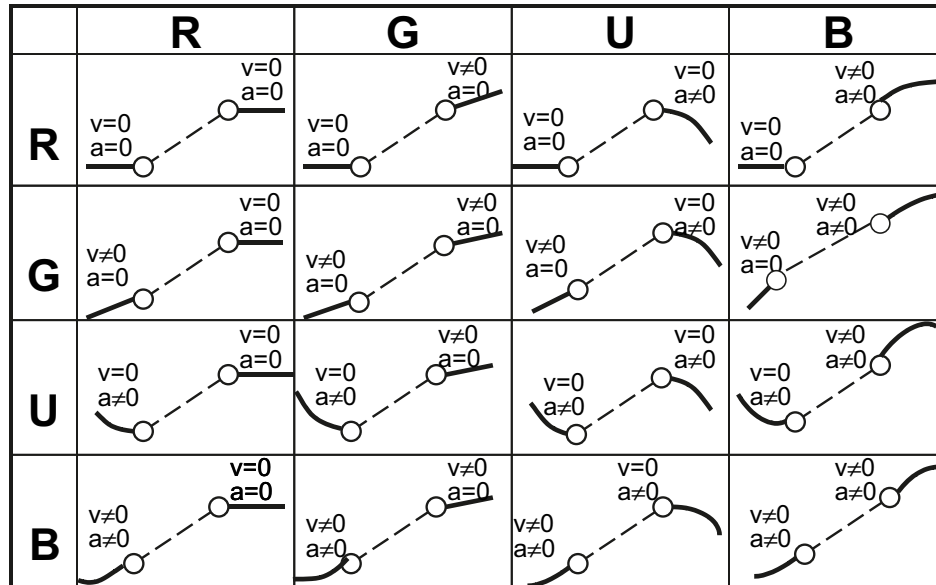 R G U B
v=0 v≠0 v=0 v≠0
a=0 a=0 a≠0 a≠0
v=0 v=0 v=0 v=0
a=0 a=0 a=0 a=0
R
v=0 v≠0 v=0 v≠0
a=0 a=0 a≠0 a≠0
v≠0 v≠0 v≠0 v≠0
a=0 a=0 a=0 a=0
G
v=0 v≠0 v=0 v≠0
a=0 a=0 a≠0 a≠0
v=0 v=0 v=0 v=0
a≠0 a≠0 a≠0 a≠0
U
v=0 v≠0 v=0 v≠0
a=0 a=0 a≠0 a≠0
v≠0 v≠0 v≠0 v≠0
a≠0 a≠0 a≠0 a≠0
B